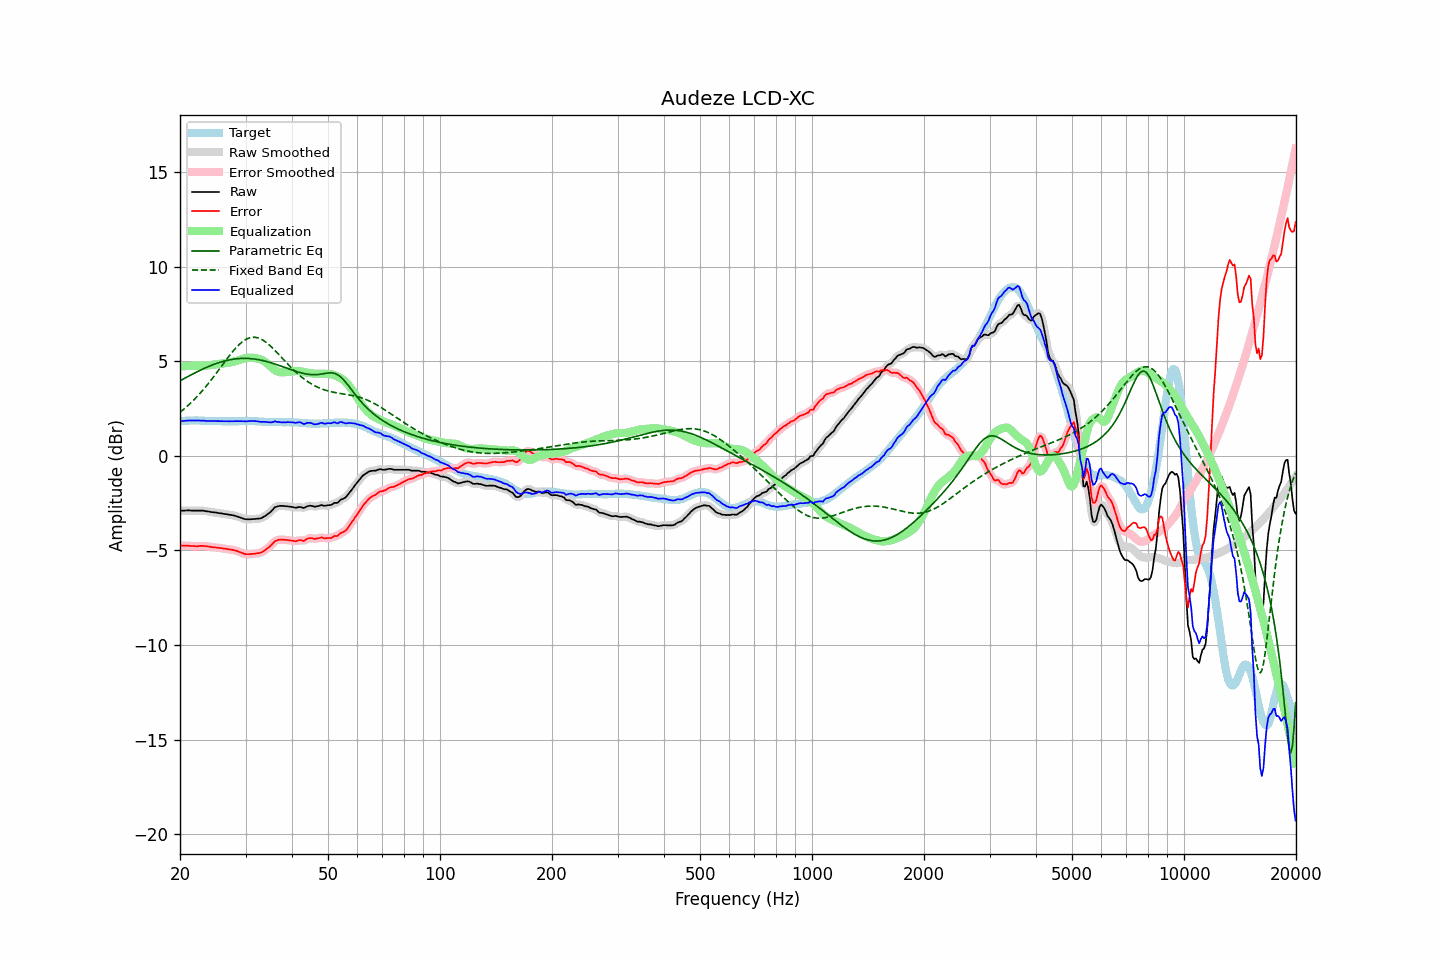 Audeze LCD-XC
Target
Raw Smoothed
Error Smoothed
Raw
Error
Equalization
Parametric Eq
Fixed Band Eq
Equalized
15
10
5
0
−5
−10
−15
−20
Amplitude (dBr)
20 50 100 200 500 1000 2000 5000 10000 20000
Frequency (Hz)